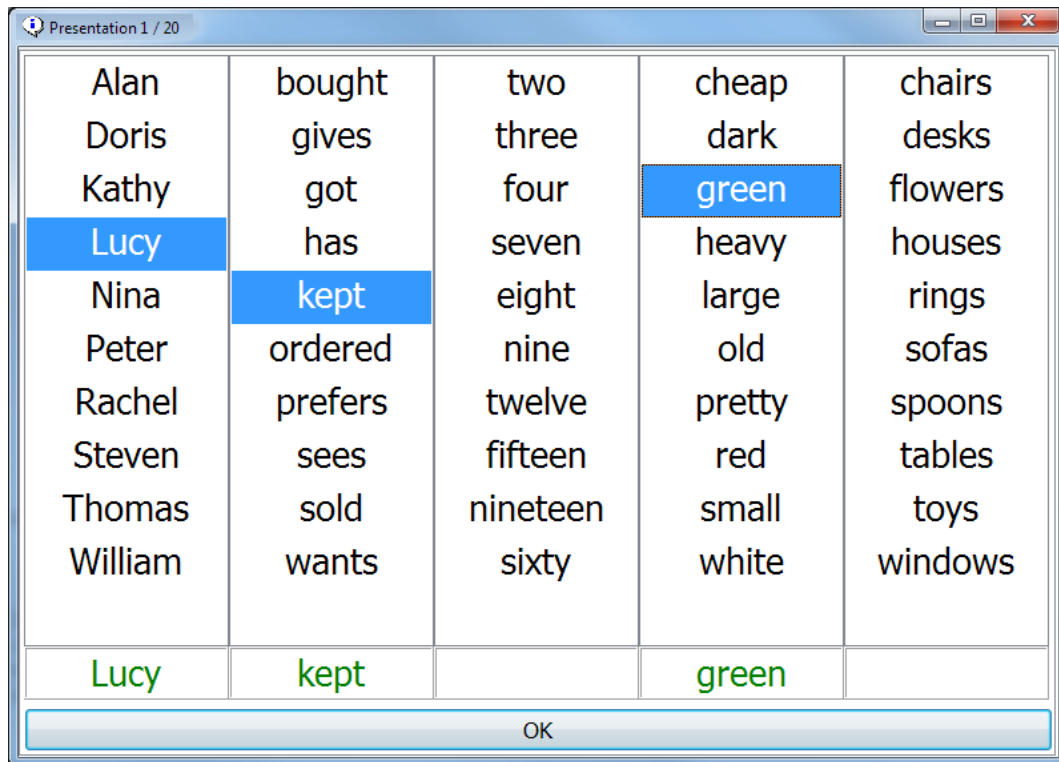 Presentation 1 / 20
Alan bought two cheap chairs
Doris gives three dark desks
Kathy got four green flowers
Lucy has seven heavy houses
Nina kept eight large rings
Peter ordered nine old sofas
Rachel prefers twelve pretty spoons
Steven sees fifteen red tables
Thomas sold nineteen small toys
William wants sixty white windows
Lucy kept green
OK